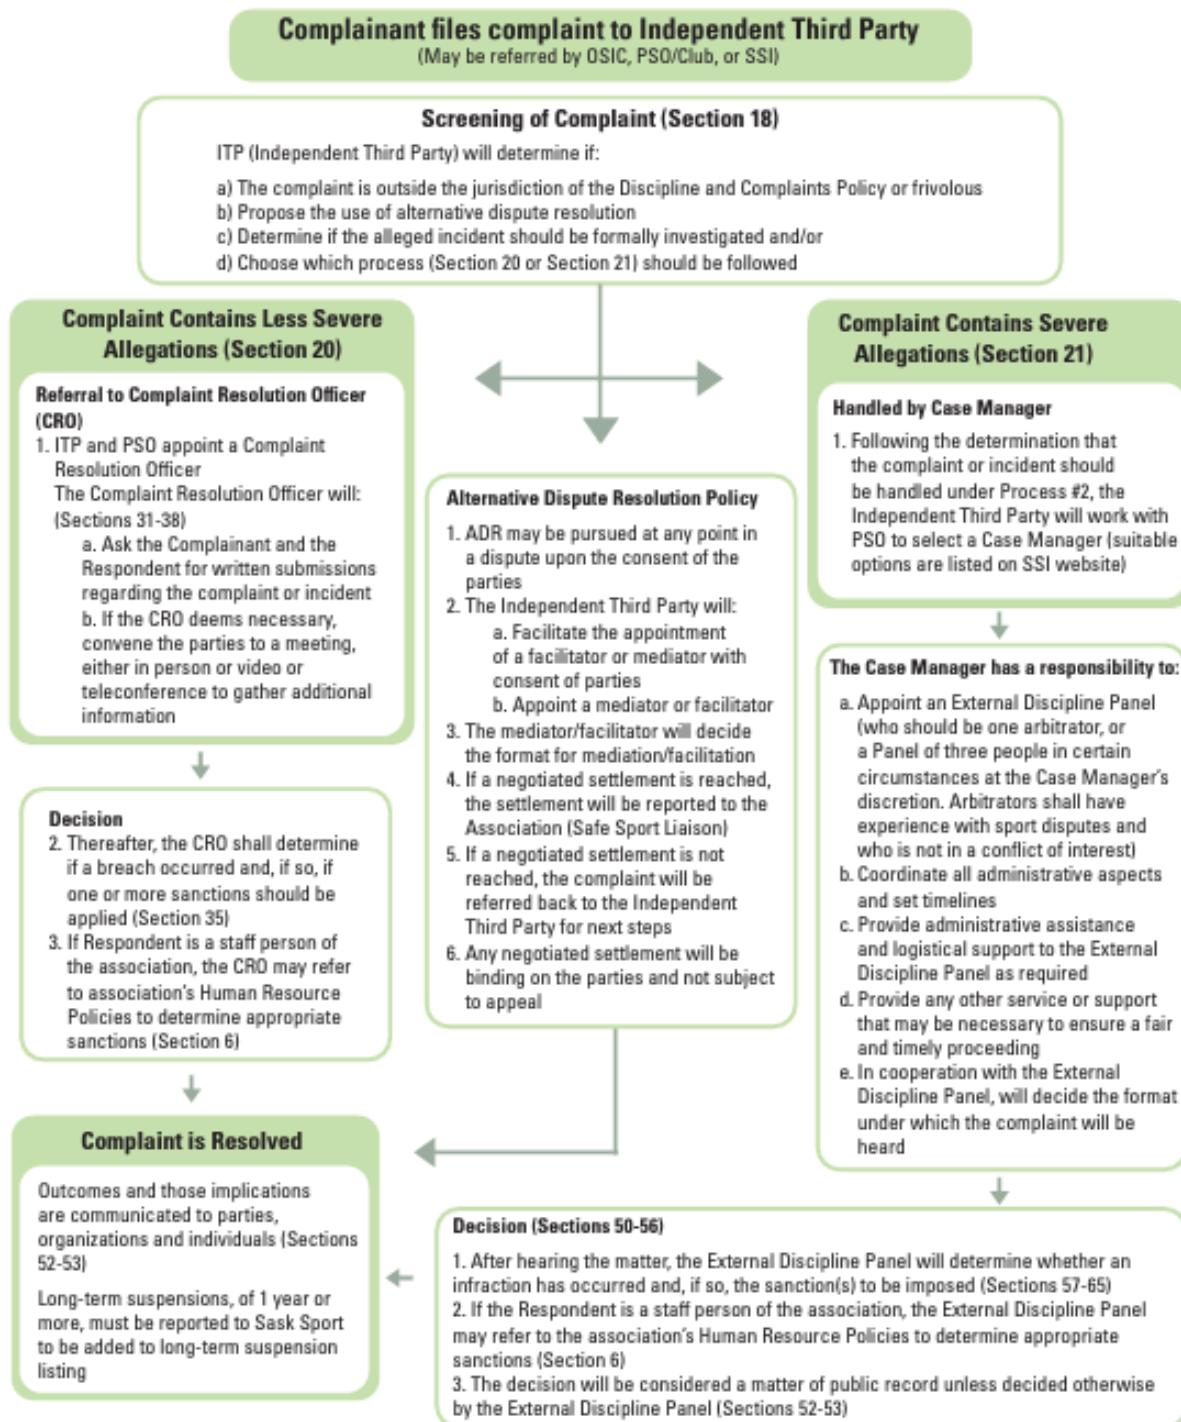 Complainant files complaint to Independent Third Party
(May be referred by OSIC, PSO/Club, or SSI)
Screening of Complaint (Section 18)
ITP (Independent Third Party) will determine if:
a) The complaint is outside the jurisdiction of the Discipline and Complaints Policy or frivolous
b) Propose the use of alternative dispute resolution
c) Determine if the alleged incident should be formally investigated and/or
d) Choose which process (Section 20 or Section 21) should be followed
Complaint Contains Less Severe
Allegations (Section 20)
Referral to Complaint Resolution Officer
(CRO)
1. ITP and PSO appoint a Complaint
Resolution Officer
The Complaint Resolution Officer will:
(Sections 31-38)
a. Ask the Complainant and the
Respondent for written submissions
regarding the complaint or incident
b. If the CRO deems necessary,
convene the parties to a meeting,
either in person or video or
teleconference to gather additional
information
Decision
2. Thereafter, the CRO shall determine
if a breach occurred and, if so, if
one or more sanctions should be
applied (Section 35)
3. If Respondent is a staff person of
the association, the CRO may refer
to association's Human Resource
Policies to determine appropriate
sanctions (Section 6)
Alternative Dispute Resolution Policy
1. ADR may be pursued at any point in
a dispute upon the consent of the
parties
2. The Independent Third Party will:
a. Facilitate the appointment
of a facilitator or mediator with
consent of parties
b. Appoint a mediator or facilitator
3. The mediator/facilitator will decide
the format for mediation/facilitation
4. If a negotiated settlement is reached,
the settlement will be reported to the
Association (Safe Sport Liaison)
5. If a negotiated settlement is not
reached, the complaint will be
referred back to the Independent
Third Party for next steps
6. Any negotiated settlement will be
binding on the parties and not subject
to appeal
Complaint Contains Severe
Allegations (Section 21)
Handled by Case Manager
1. Following the determination that
the complaint or incident should
be handled under Process #2, the
Independent Third Party will work with
PSO to select a Case Manager (suitable
options are listed on SSI website)
The Case Manager has a responsibility to:
a. Appoint an External Discipline Panel
(who should be one arbitrator, or
a Panel of three people in certain
circumstances at the Case Manager's
discretion. Arbitrators shall have
experience with sport disputes and
who is not in a conflict of interest)
b. Coordinate all administrative aspects
and set timelines
c. Provide administrative assistance
and logistical support to the External
Discipline Panel as required
d. Provide any other service or support
that may be necessary to ensure a fair
and timely proceeding
e. In cooperation with the External
Discipline Panel, will decide the format
under which the complaint will be
heard
Decision (Sections 50-56)
1. After hearing the matter, the External Discipline Panel will determine whether an
infraction has occurred and, if so, the sanction(s) to be imposed (Sections 57-65)
2. If the Respondent is a staff person of the association, the External Discipline Panel
may refer to the association's Human Resource Policies to determine appropriate
sanctions (Section 6)
3. The decision will be considered a matter of public record unless decided otherwise
by the External Discipline Panel (Sections 52-53)
Complaint is Resolved
Outcomes and those implications
are communicated to parties,
organizations and individuals (Sections
52-53)
Long-term suspensions, of 1 year or
more, must be reported to Sask Sport
to be added to long-term suspension
listing